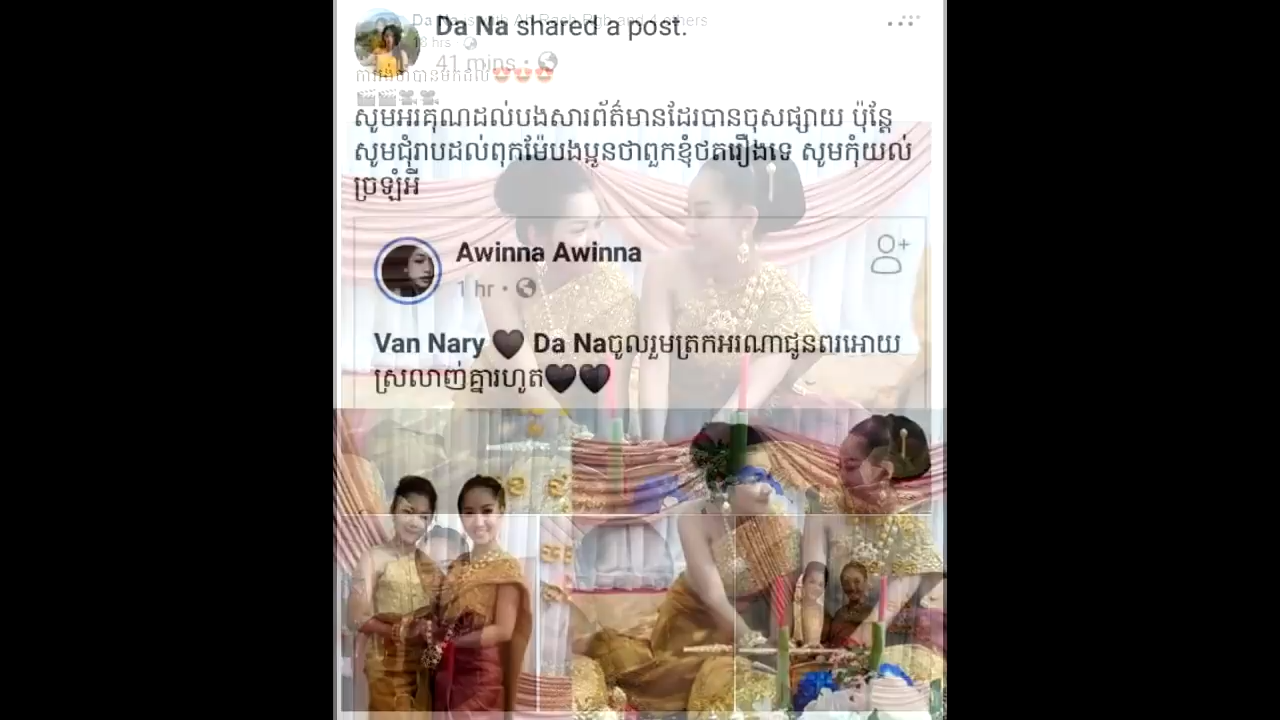 Da Na shared a post.
41 mins
សូមអរគុណដល់បងសារព័ត៌មានដែរបានចុសផ្សាយ ប៉ុន្តែ
សូមជុំរាបដល់ពុកម៉ែបងប្អូនថាពួកខ្ញុំថតរឿងទេ សូមកុំយល់
ច្រឡំអី
Awinna Awinna
1 hr
Van Nary 🖤 Da Naចូលរួមត្រកអរណាជូនពរអោយ
ស្រលាញ់គ្នារហូត🖤🖤